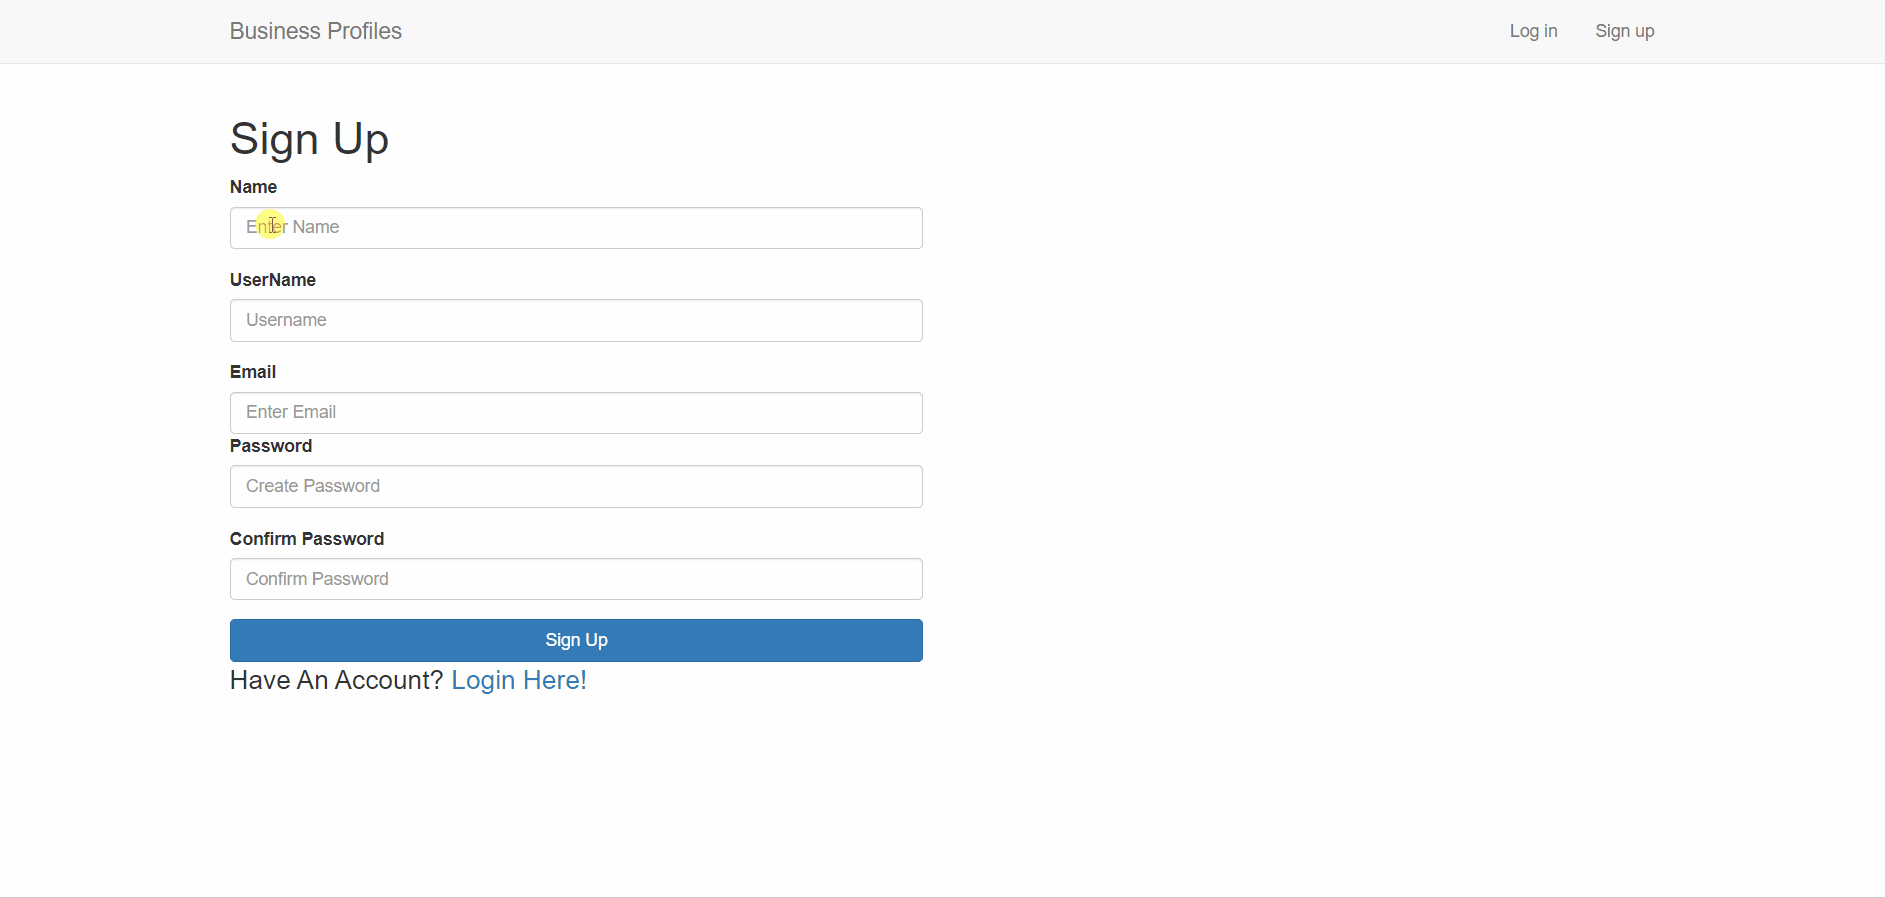 Business Profiles Log in Sign up
Sign Up
Name
Enter Name
UserName
Username
Email
Enter Email
Password
Create Password
Confirm Password
Confirm Password
Sign Up
Have An Account? Login Here!